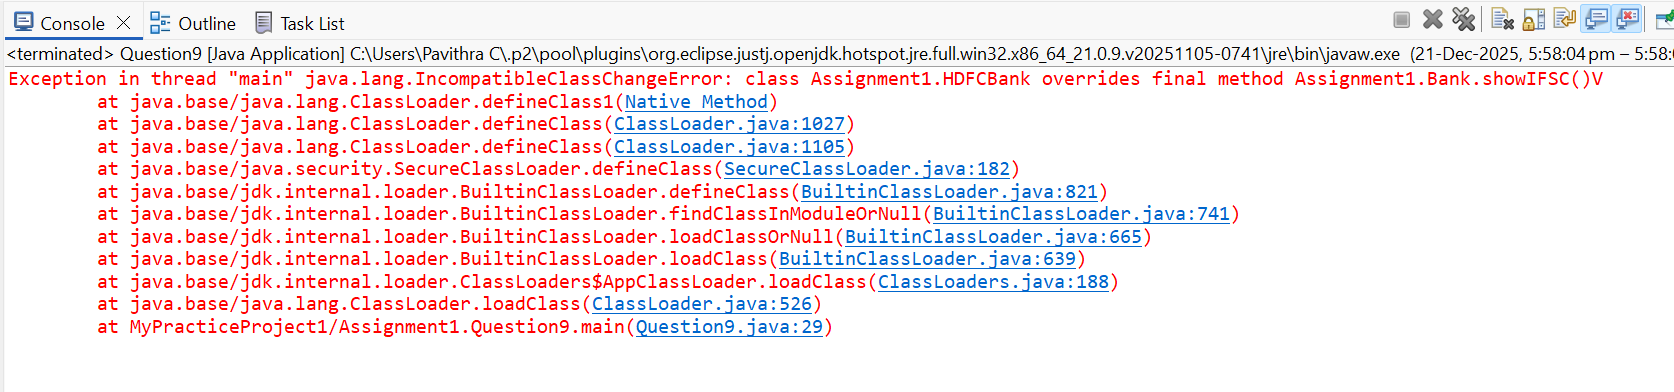 Console Outline Task List
<terminated> Question9 [Java Application] C:\Users\Pavithra C\.p2\pool\plugins\org.eclipse.justj.openjdk.hotspot.jre.full.win32.x86_64_21.0.9.v20251105-0741\jre\bin\javaw.exe (21-Dec-2025, 5:58:04 pm – 5:58:
Exception in thread "main" java.lang.IncompatibleClassChangeError: class Assignment1.HDFCBank overrides final method Assignment1.Bank.showIFSC()V
at java.base/java.lang.ClassLoader.defineClass1(Native Method)
at java.base/java.lang.ClassLoader.defineClass(ClassLoader.java:1027)
at java.base/java.lang.ClassLoader.defineClass(ClassLoader.java:1105)
at java.base/java.security.SecureClassLoader.defineClass(SecureClassLoader.java:182)
at java.base/jdk.internal.loader.BuiltinClassLoader.defineClass(BuiltinClassLoader.java:821)
at java.base/jdk.internal.loader.BuiltinClassLoader.findClassInModuleOrNull(BuiltinClassLoader.java:741)
at java.base/jdk.internal.loader.BuiltinClassLoader.loadClassOrNull(BuiltinClassLoader.java:665)
at java.base/jdk.internal.loader.BuiltinClassLoader.loadClass(BuiltinClassLoader.java:639)
at java.base/jdk.internal.loader.ClassLoaders$AppClassLoader.loadClass(ClassLoaders.java:188)
at java.base/java.lang.ClassLoader.loadClass(ClassLoader.java:526)
at MyPracticeProject1/Assignment1.Question9.main(Question9.java:29)